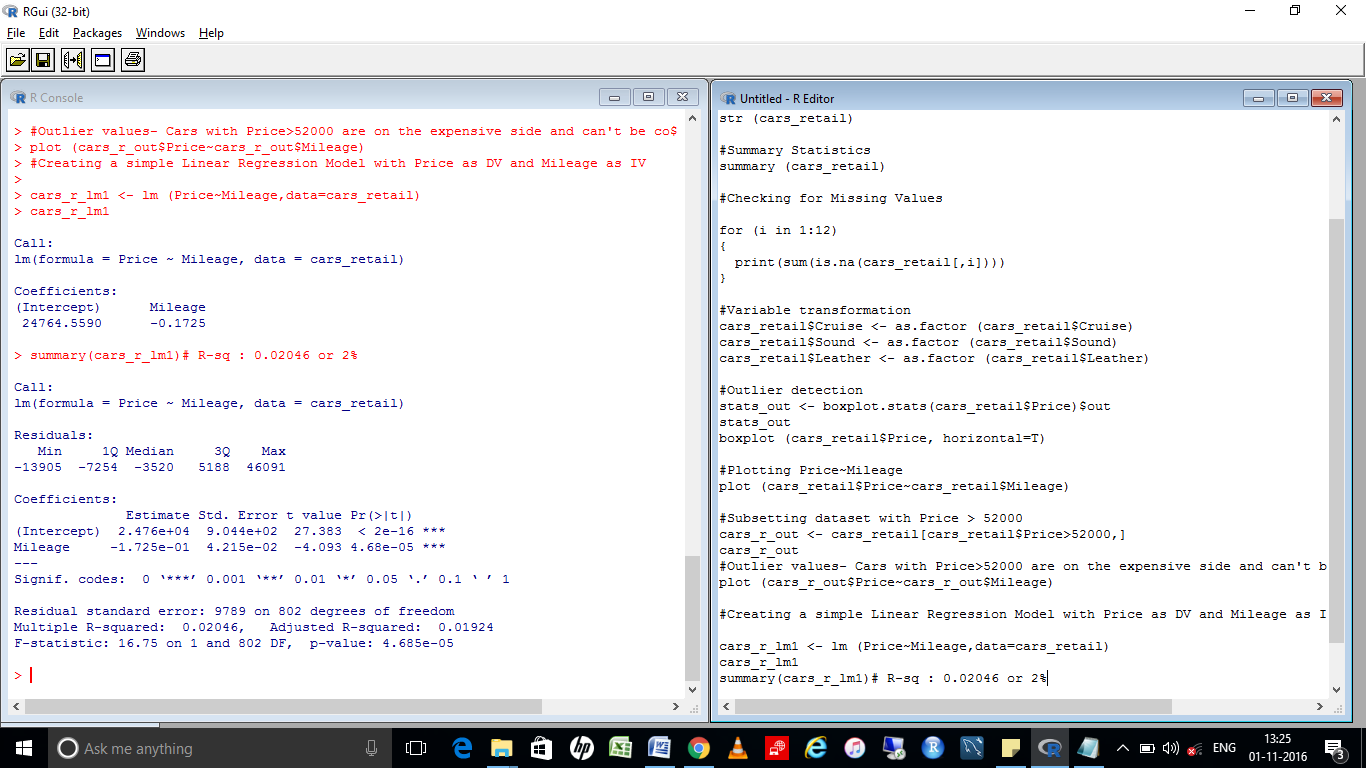 RGui (32-bit)
File Edit Packages Windows Help
R Console
> #Outlier values- Cars with Price>52000 are on the expensive side and can't be co$
> plot (cars_r_out$Price~cars_r_out$Mileage)
> #Creating a simple Linear Regression Model with Price as DV and Mileage as IV
>
> cars_r_lm1 <- lm (Price~Mileage,data=cars_retail)
> cars_r_lm1
Call:
lm(formula = Price ~ Mileage, data = cars_retail)
Coefficients:
(Intercept)      Mileage
 24764.5590      -0.1725
> summary(cars_r_lm1)# R-sq : 0.02046 or 2%
Call:
lm(formula = Price ~ Mileage, data = cars_retail)
Residuals:
   Min     1Q Median     3Q    Max
-13905  -7254  -3520   5188  46091
Coefficients:
              Estimate Std. Error t value Pr(>|t|)
(Intercept)  2.476e+04  9.044e+02  27.383  < 2e-16 ***
Mileage     -1.725e-01  4.215e-02  -4.093 4.68e-05 ***
---
Signif. codes:  0 ‘***’ 0.001 ‘**’ 0.01 ‘*’ 0.05 ‘.’ 0.1 ‘ ’ 1
Residual standard error: 9789 on 802 degrees of freedom
Multiple R-squared:  0.02046,   Adjusted R-squared:  0.01924
F-statistic: 16.75 on 1 and 802 DF,  p-value: 4.685e-05
>
Untitled - R Editor
str (cars_retail)
#Summary Statistics
summary (cars_retail)
#Checking for Missing Values
for (i in 1:12)
{
  print(sum(is.na(cars_retail[,i])))
}
#Variable transformation
cars_retail$Cruise <- as.factor (cars_retail$Cruise)
cars_retail$Sound <- as.factor (cars_retail$Sound)
cars_retail$Leather <- as.factor (cars_retail$Leather)
#Outlier detection
stats_out <- boxplot.stats(cars_retail$Price)$out
stats_out
boxplot (cars_retail$Price, horizontal=T)
#Plotting Price~Mileage
plot (cars_retail$Price~cars_retail$Mileage)
#Subsetting dataset with Price > 52000
cars_r_out <- cars_retail[cars_retail$Price>52000,]
cars_r_out
#Outlier values- Cars with Price>52000 are on the expensive side and can't b
plot (cars_r_out$Price~cars_r_out$Mileage)
#Creating a simple Linear Regression Model with Price as DV and Mileage as I
cars_r_lm1 <- lm (Price~Mileage,data=cars_retail)
cars_r_lm1
summary(cars_r_lm1)# R-sq : 0.02046 or 2%
Ask me anything
ENG
13:25
01-11-2016
3